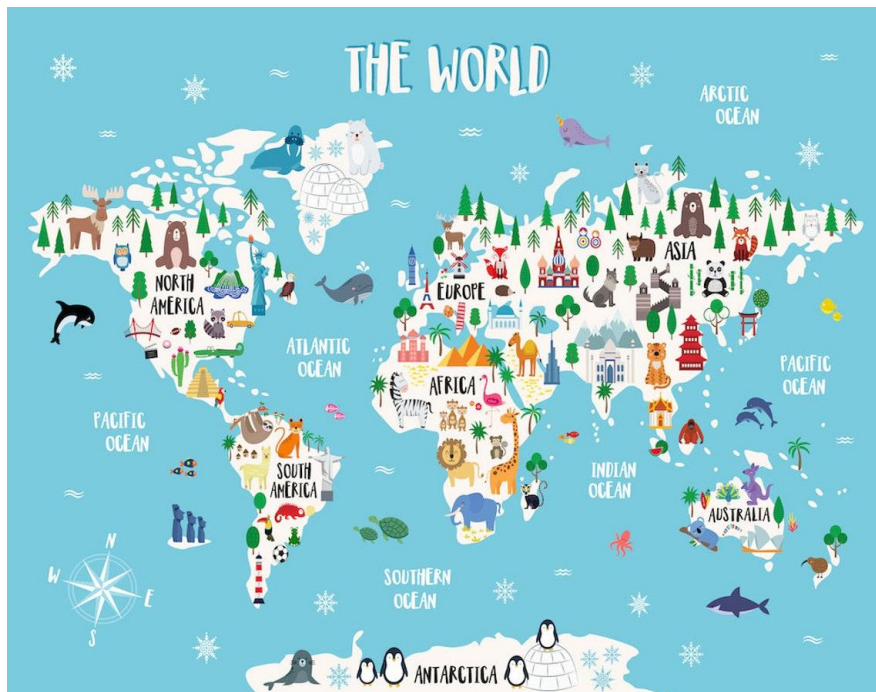 THE WORLD
ARCTIC
OCEAN
NORTH
AMERICA
EUROPE
ASIA
ATLANTIC
OCEAN
PACIFIC
OCEAN
AFRICA
PACIFIC
OCEAN
SOUTH
AMERICA
INDIAN
OCEAN
AUSTRALIA
N
W
E
S
SOUTHERN
OCEAN
ANTARCTICA